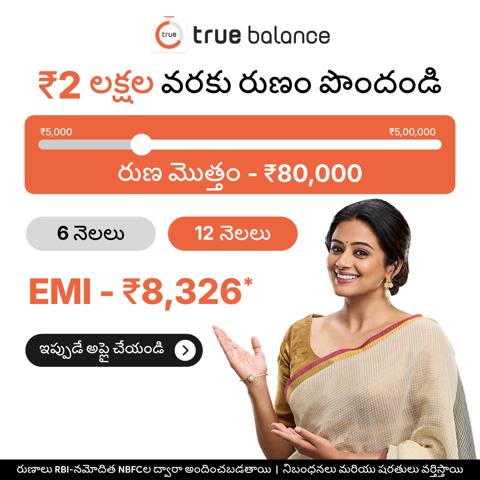 true true balance
₹2 లక్షల వరకు రుణం పొందండి
₹5,000 ₹5,00,000
రుణ మొత్తం - ₹80,000
6 నెలలు 12 నెలలు
EMI - ₹8,326*
ఇప్పుడే అప్లై చేయండి
రుణాలు RBI-నమోదిత NBFCల ద్వారా అందించబడతాయి | నిబంధనలు మరియు షరతులు వర్తిస్తాయి